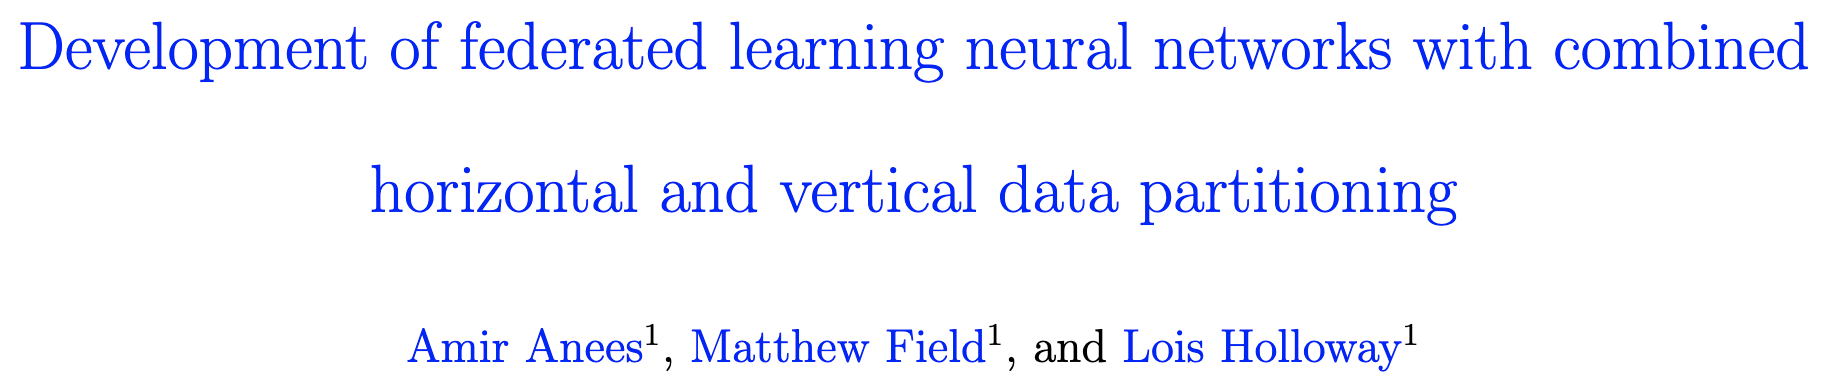 Development of federated learning neural networks with combined
horizontal and vertical data partitioning
Amir Anees¹, Matthew Field¹, and Lois Holloway¹